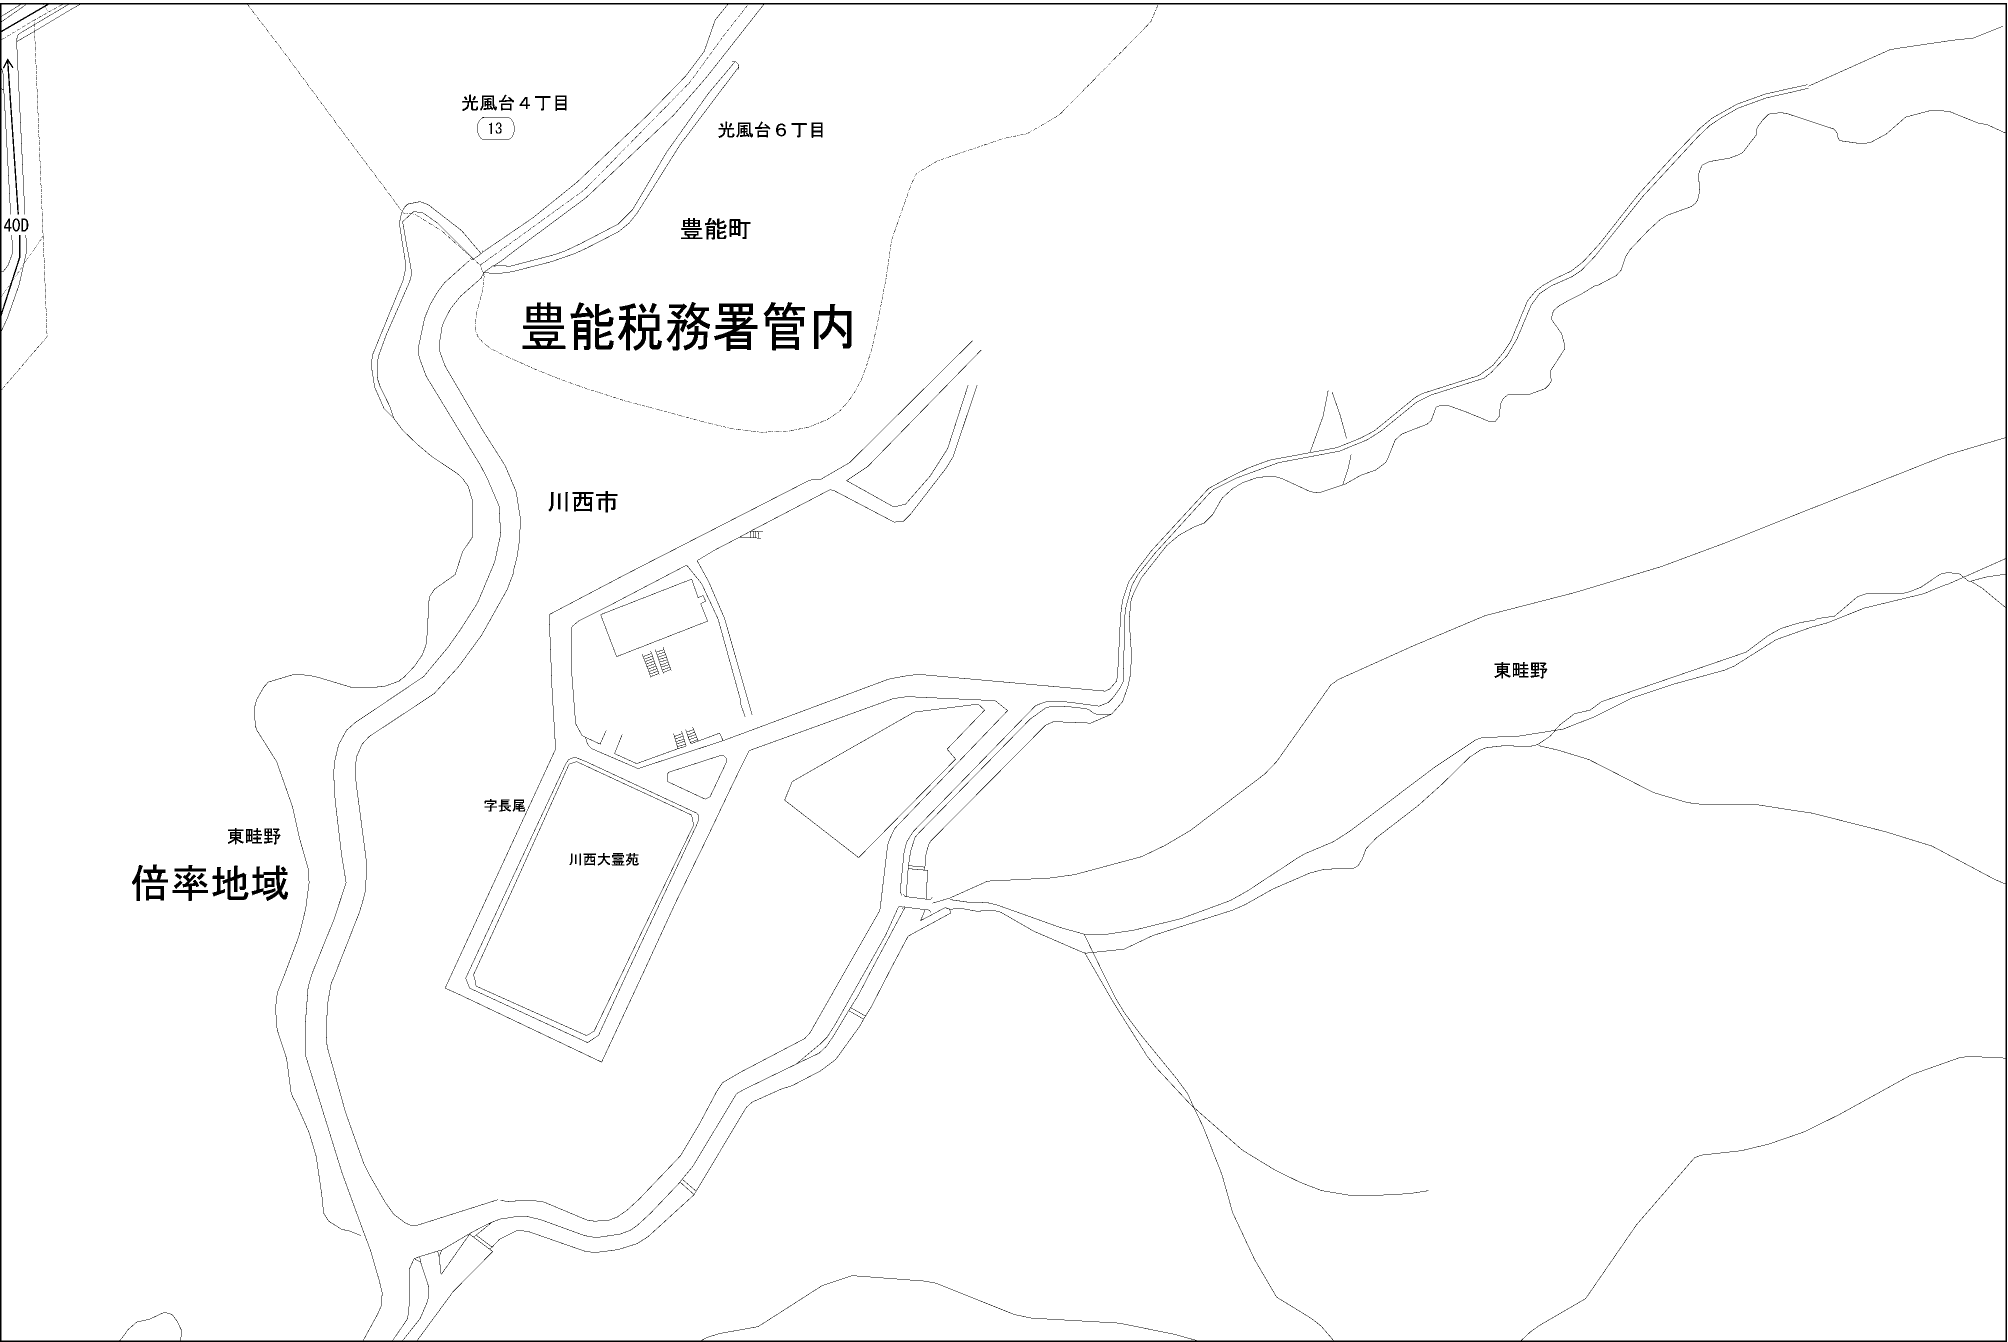 光風台４丁目
13
光風台６丁目
40D
豊能町
豊能税務署管内
川西市
東畦野
字長尾
東畦野
川西大霊苑
倍率地域